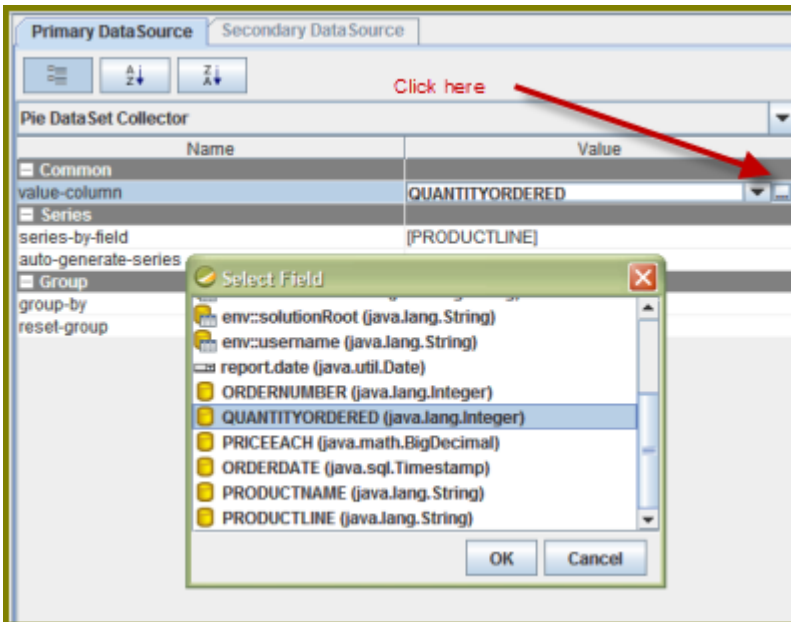 Primary DataSource Secondary DataSource
Click here
Pie DataSet Collector
Name Value
Common
value-column QUANTITYORDERED
Series
series-by-field [PRODUCTLINE]
auto-generate-series
Group
group-by
reset-group
Select Field
env::solutionRoot (java.lang.String)
env::username (java.lang.String)
report.date (java.util.Date)
ORDERNUMBER (java.lang.Integer)
QUANTITYORDERED (java.lang.Integer)
PRICEEACH (java.math.BigDecimal)
ORDERDATE (java.sql.Timestamp)
PRODUCTNAME (java.lang.String)
PRODUCTLINE (java.lang.String)
OK Cancel